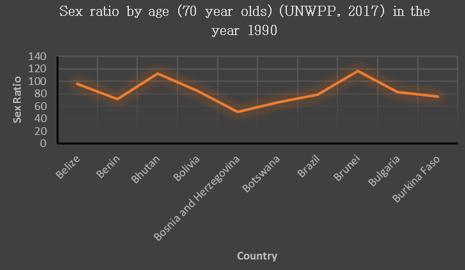 Sex ratio by age (70 year olds) (UNWPP, 2017) in the
year 1990
140
120
100
80
60
40
20
0
Sex Ratio
Belize
Benin
Bhutan
Bolivia
Bosnia and Herzegovina
Botswana
Brazil
Brunei
Bulgaria
Burkina Faso
Country